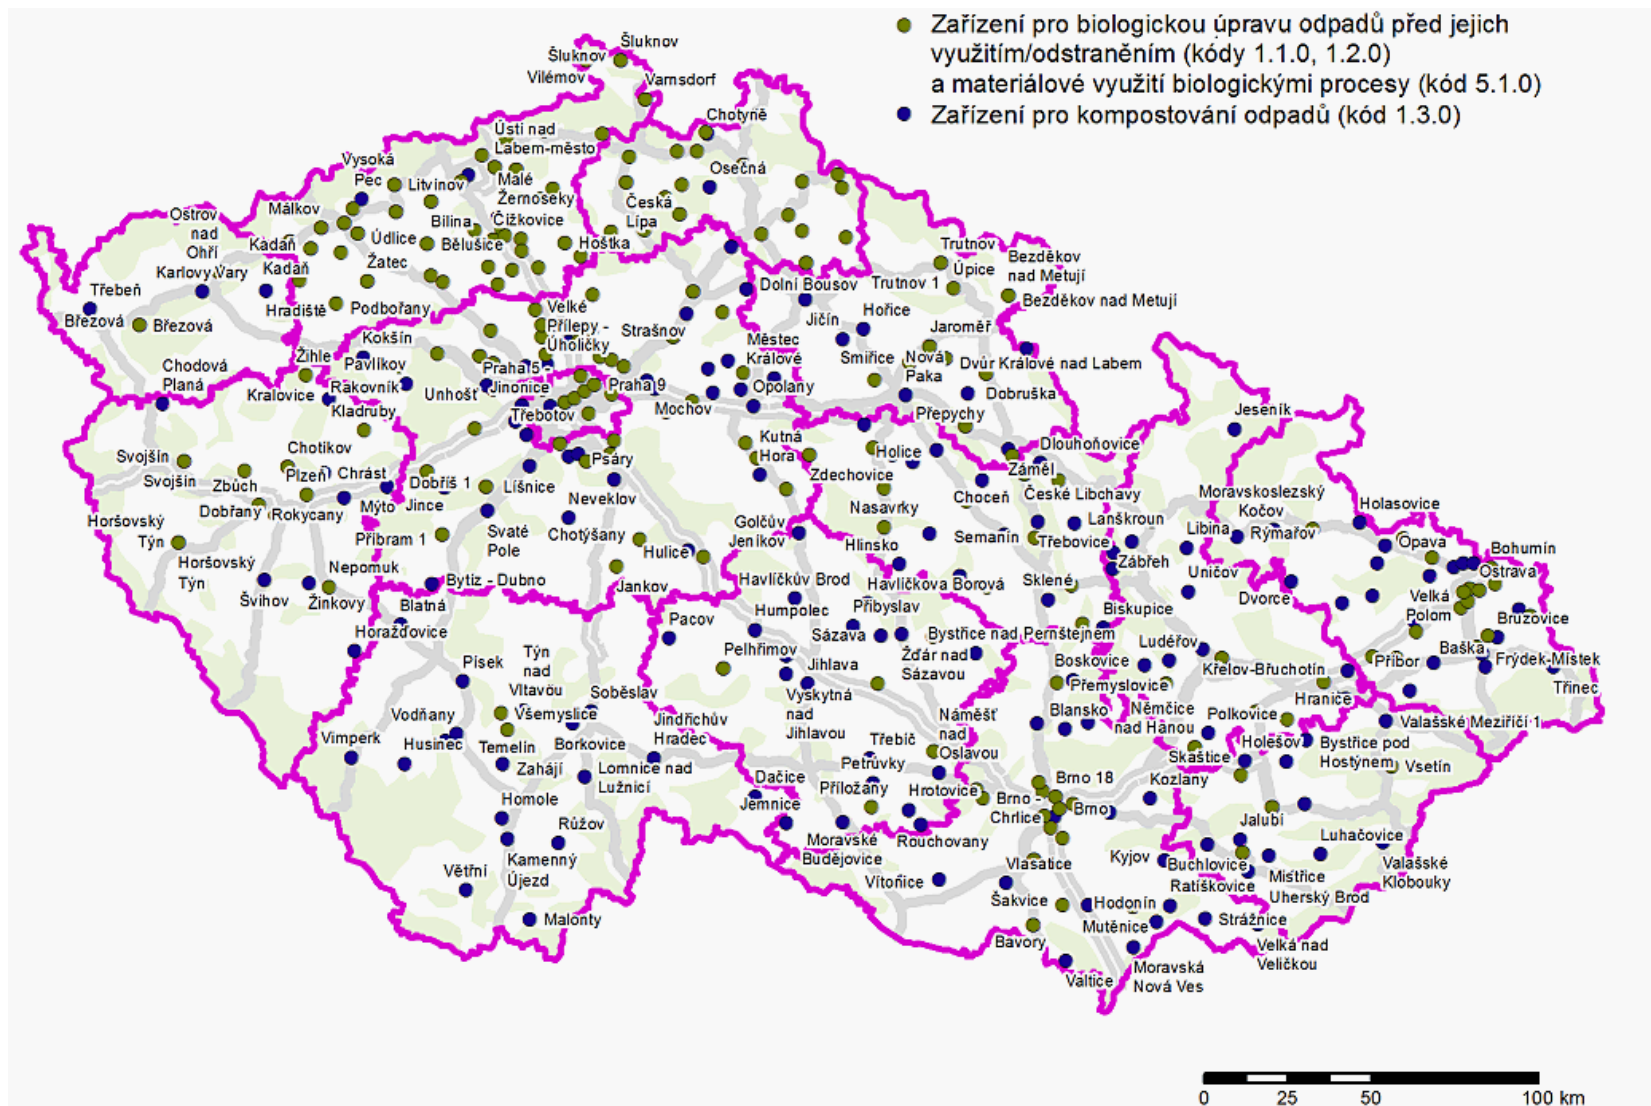 Zařízení pro biologickou úpravu odpadů před jejich
využitím/odstraněním (kódy 1.1.0, 1.2.0)
a materiálové využití biologickými procesy (kód 5.1.0)
Zařízení pro kompostování odpadů (kód 1.3.0)
Šluknov
Šluknov
Vilémov
Varnsdorf
Chotyně
Ústí nad
Labem-město
Vysoká
Pec
Litvínov
Malé
Žernoseky
Osečná
Ostrov
nad
Ohří
Málkov
Bílina
Čížkovice
Česká
Lípa
Kadaň
Údlice
Bělušice
Hoštka
Karlovy Vary
Kadaň
Žatec
Trutnov
Bezděkov
nad Metují
Úpice
Třebeň
Dolní Bousov
Trutnov 1
Bezděkov nad Metují
Březová
Březová
Hradiště
Podbořany
Velké
Přílepy -
Úholičky
Strašnov
Jičín
Hořice
Jaroměř
Kokšín
Městec
Králové
Smiřice
Nová
Paka
Dvůr Králové nad Labem
Žihle
Pavlíkov
Chodová
Planá
Praha 5 -
Jinonice
Praha 9
Opolany
Kralovice
Rakovník
Unhošť
Dobruška
Kladruby
Třebotov
Mochov
Přepychy
Jeseník
Chotíkov
Kutná
Hora
Dlouhoňovice
Svojšín
Svojšín
Plzeň
Chrást
Psáry
Zdechovice
Holice
Záměl
Zbůch
Dobříš 1
Líšnice
Neveklov
Choceň
České Libchavy
Moravskoslezský
Kočov
Dobřany
Rokycany
Mýto
Jince
Nasavrky
Holasovice
Horšovský
Týn
Golčův
Jeníkov
Lanškroun
Příbram 1
Svaté
Pole
Chotýšany
Hlinsko
Semanín
Třebovice
Libina
Rýmařov
Opava
Bohumín
Hulice
Zábřeh
Horšovský
Týn
Nepomuk
Ostrava
Švihov
Žinkovy
Bytíz - Dubno
Jankov
Havlíčkův Brod
Havlíčkova Borová
Sklené
Uničov
Dvorce
Velká
Polom
Blatná
Humpolec
Přibyslav
Biskupice
Bruzovice
Horažďovice
Pacov
Sázava
Bystřice nad Pernštejnem
Luděřov
Baška
Pelhřimov
Jihlava
Žďár nad
Sázavou
Boskovice
Křelov-Břuchotín
Příbor
Frýdek-Místek
Písek
Týn
nad
Vltavou
Soběslav
Vyskytná
nad
Jihlavou
Přemyslovice
Hranice
Třinec
Vodňany
Všemyslice
Jindřichův
Hradec
Náměšť
nad
Oslavou
Blansko
Němčice
nad Hanou
Polkovice
Valašské Meziříčí 1
Vimperk
Husinec
Temelín
Borkovice
Třebíč
Holešov
Bystřice pod
Hostýnem
Zahájí
Lomnice nad
Lužnicí
Petrůvky
Skaštice
Vsetín
Dačice
Příložany
Hrotovice
Brno 18
Kozlany
Homole
Jemnice
Brno -
Chrlice
Brno
Růžov
Moravské
Budějovice
Rouchovany
Jalubí
Luhačovice
Kamenný
Újezd
Vlasatice
Kyjov
Buchlovice
Valašské
Klobouky
Větřní
Vítonice
Ratíškovice
Mistřice
Šakvice
Hodonín
Uherský Brod
Malonty
Mutěnice
Strážnice
Bavory
Velká nad
Veličkou
Valtice
Moravská
Nová Ves
0 25 50 100 km